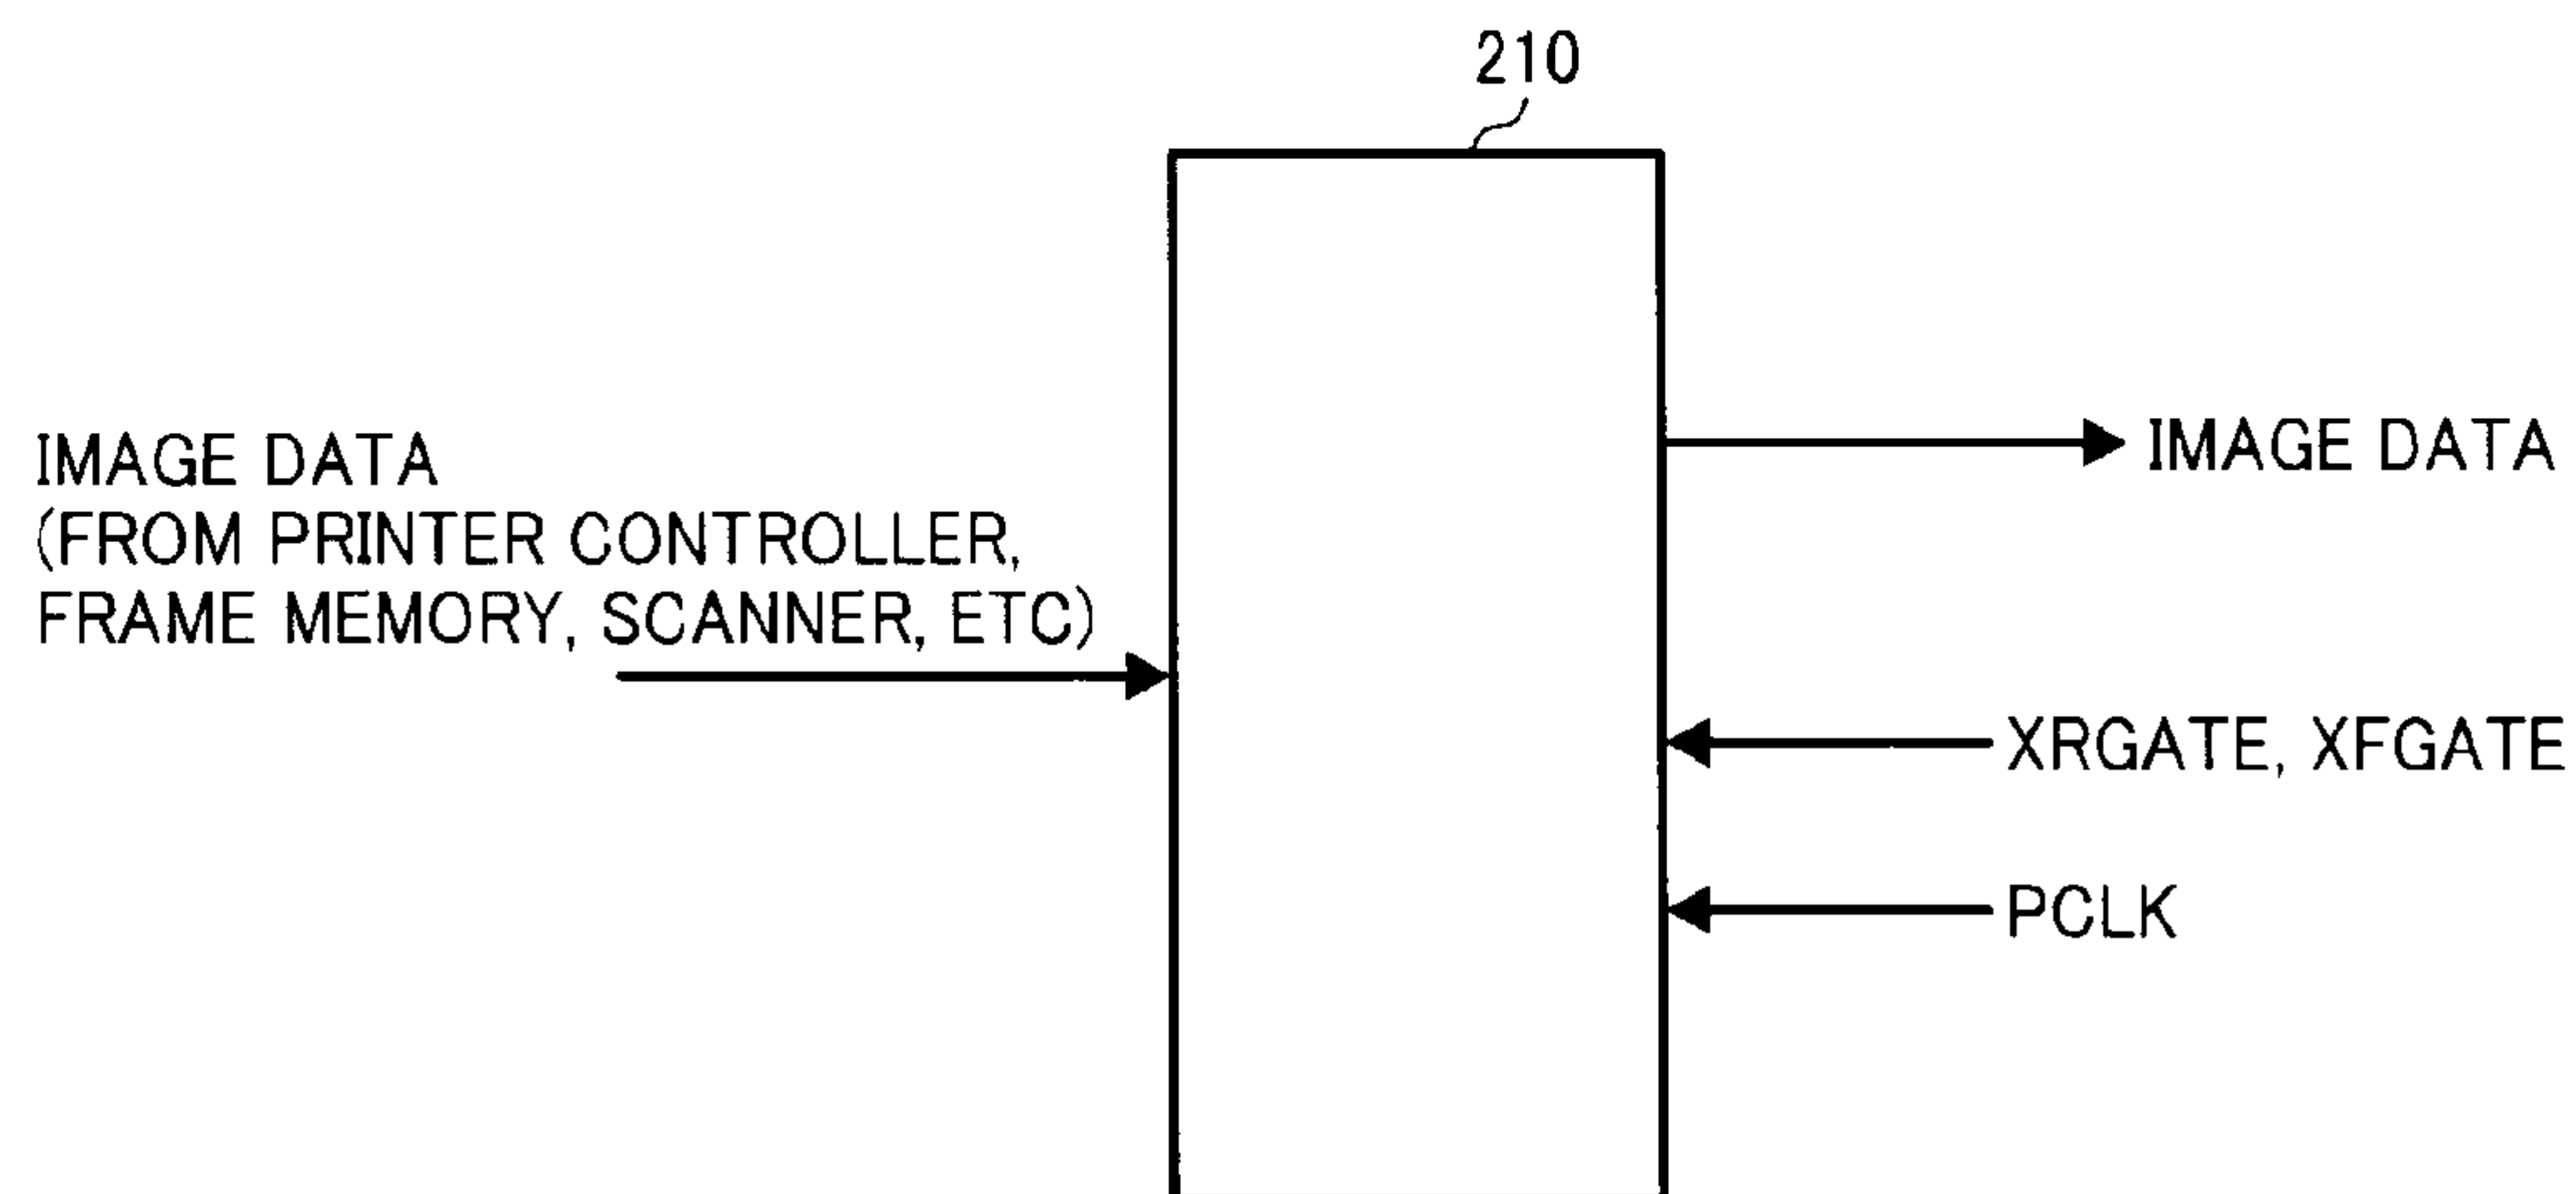 210
IMAGE DATA
(FROM PRINTER CONTROLLER,
FRAME MEMORY, SCANNER, ETC)
IMAGE DATA
XRGATE, XFGATE
PCLK